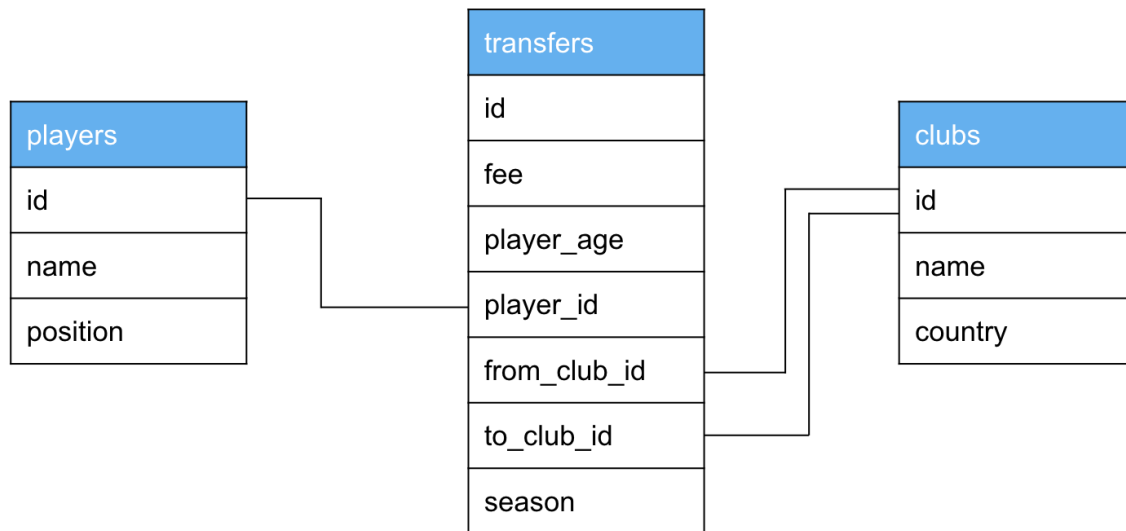 players
id
name
position
transfers
id
fee
player_age
player_id
from_club_id
to_club_id
season
clubs
id
name
country